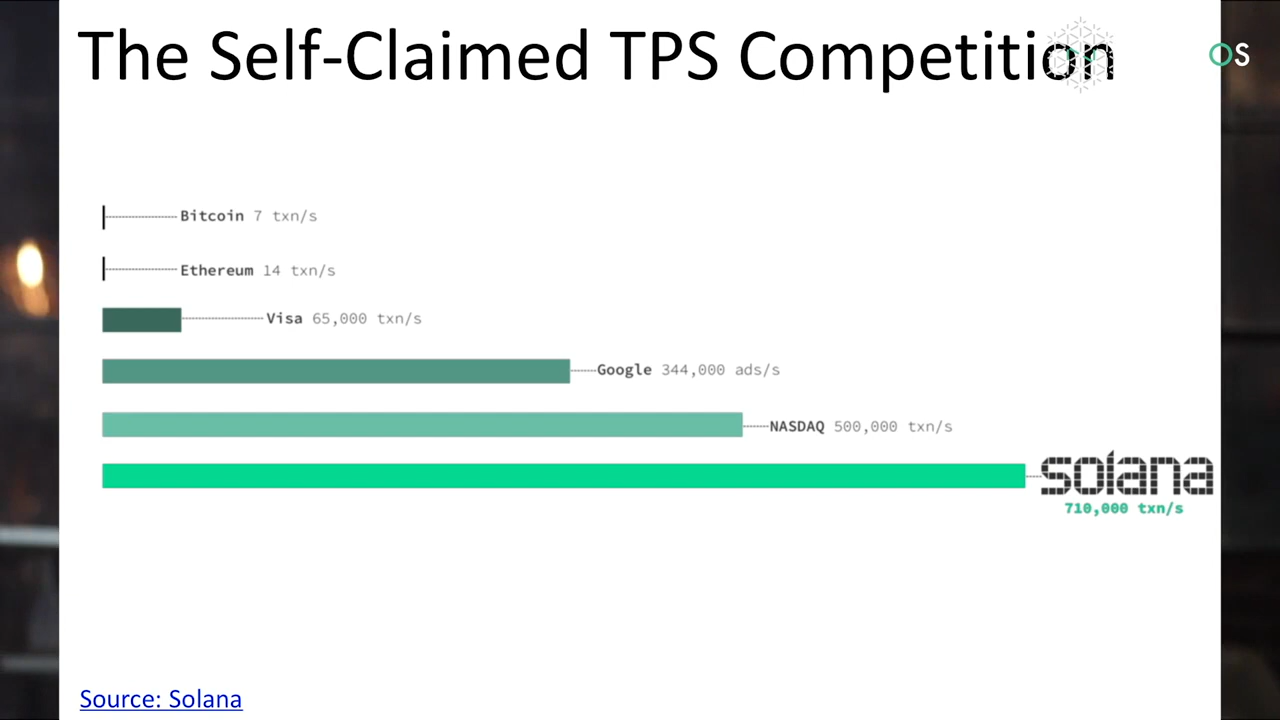 The Self-Claimed TPS Competition
OS
Bitcoin 7 txn/s
Ethereum 14 txn/s
Visa 65,000 txn/s
Google 344,000 ads/s
NASDAQ 500,000 txn/s
solana
710,000 txn/s
Source: Solana